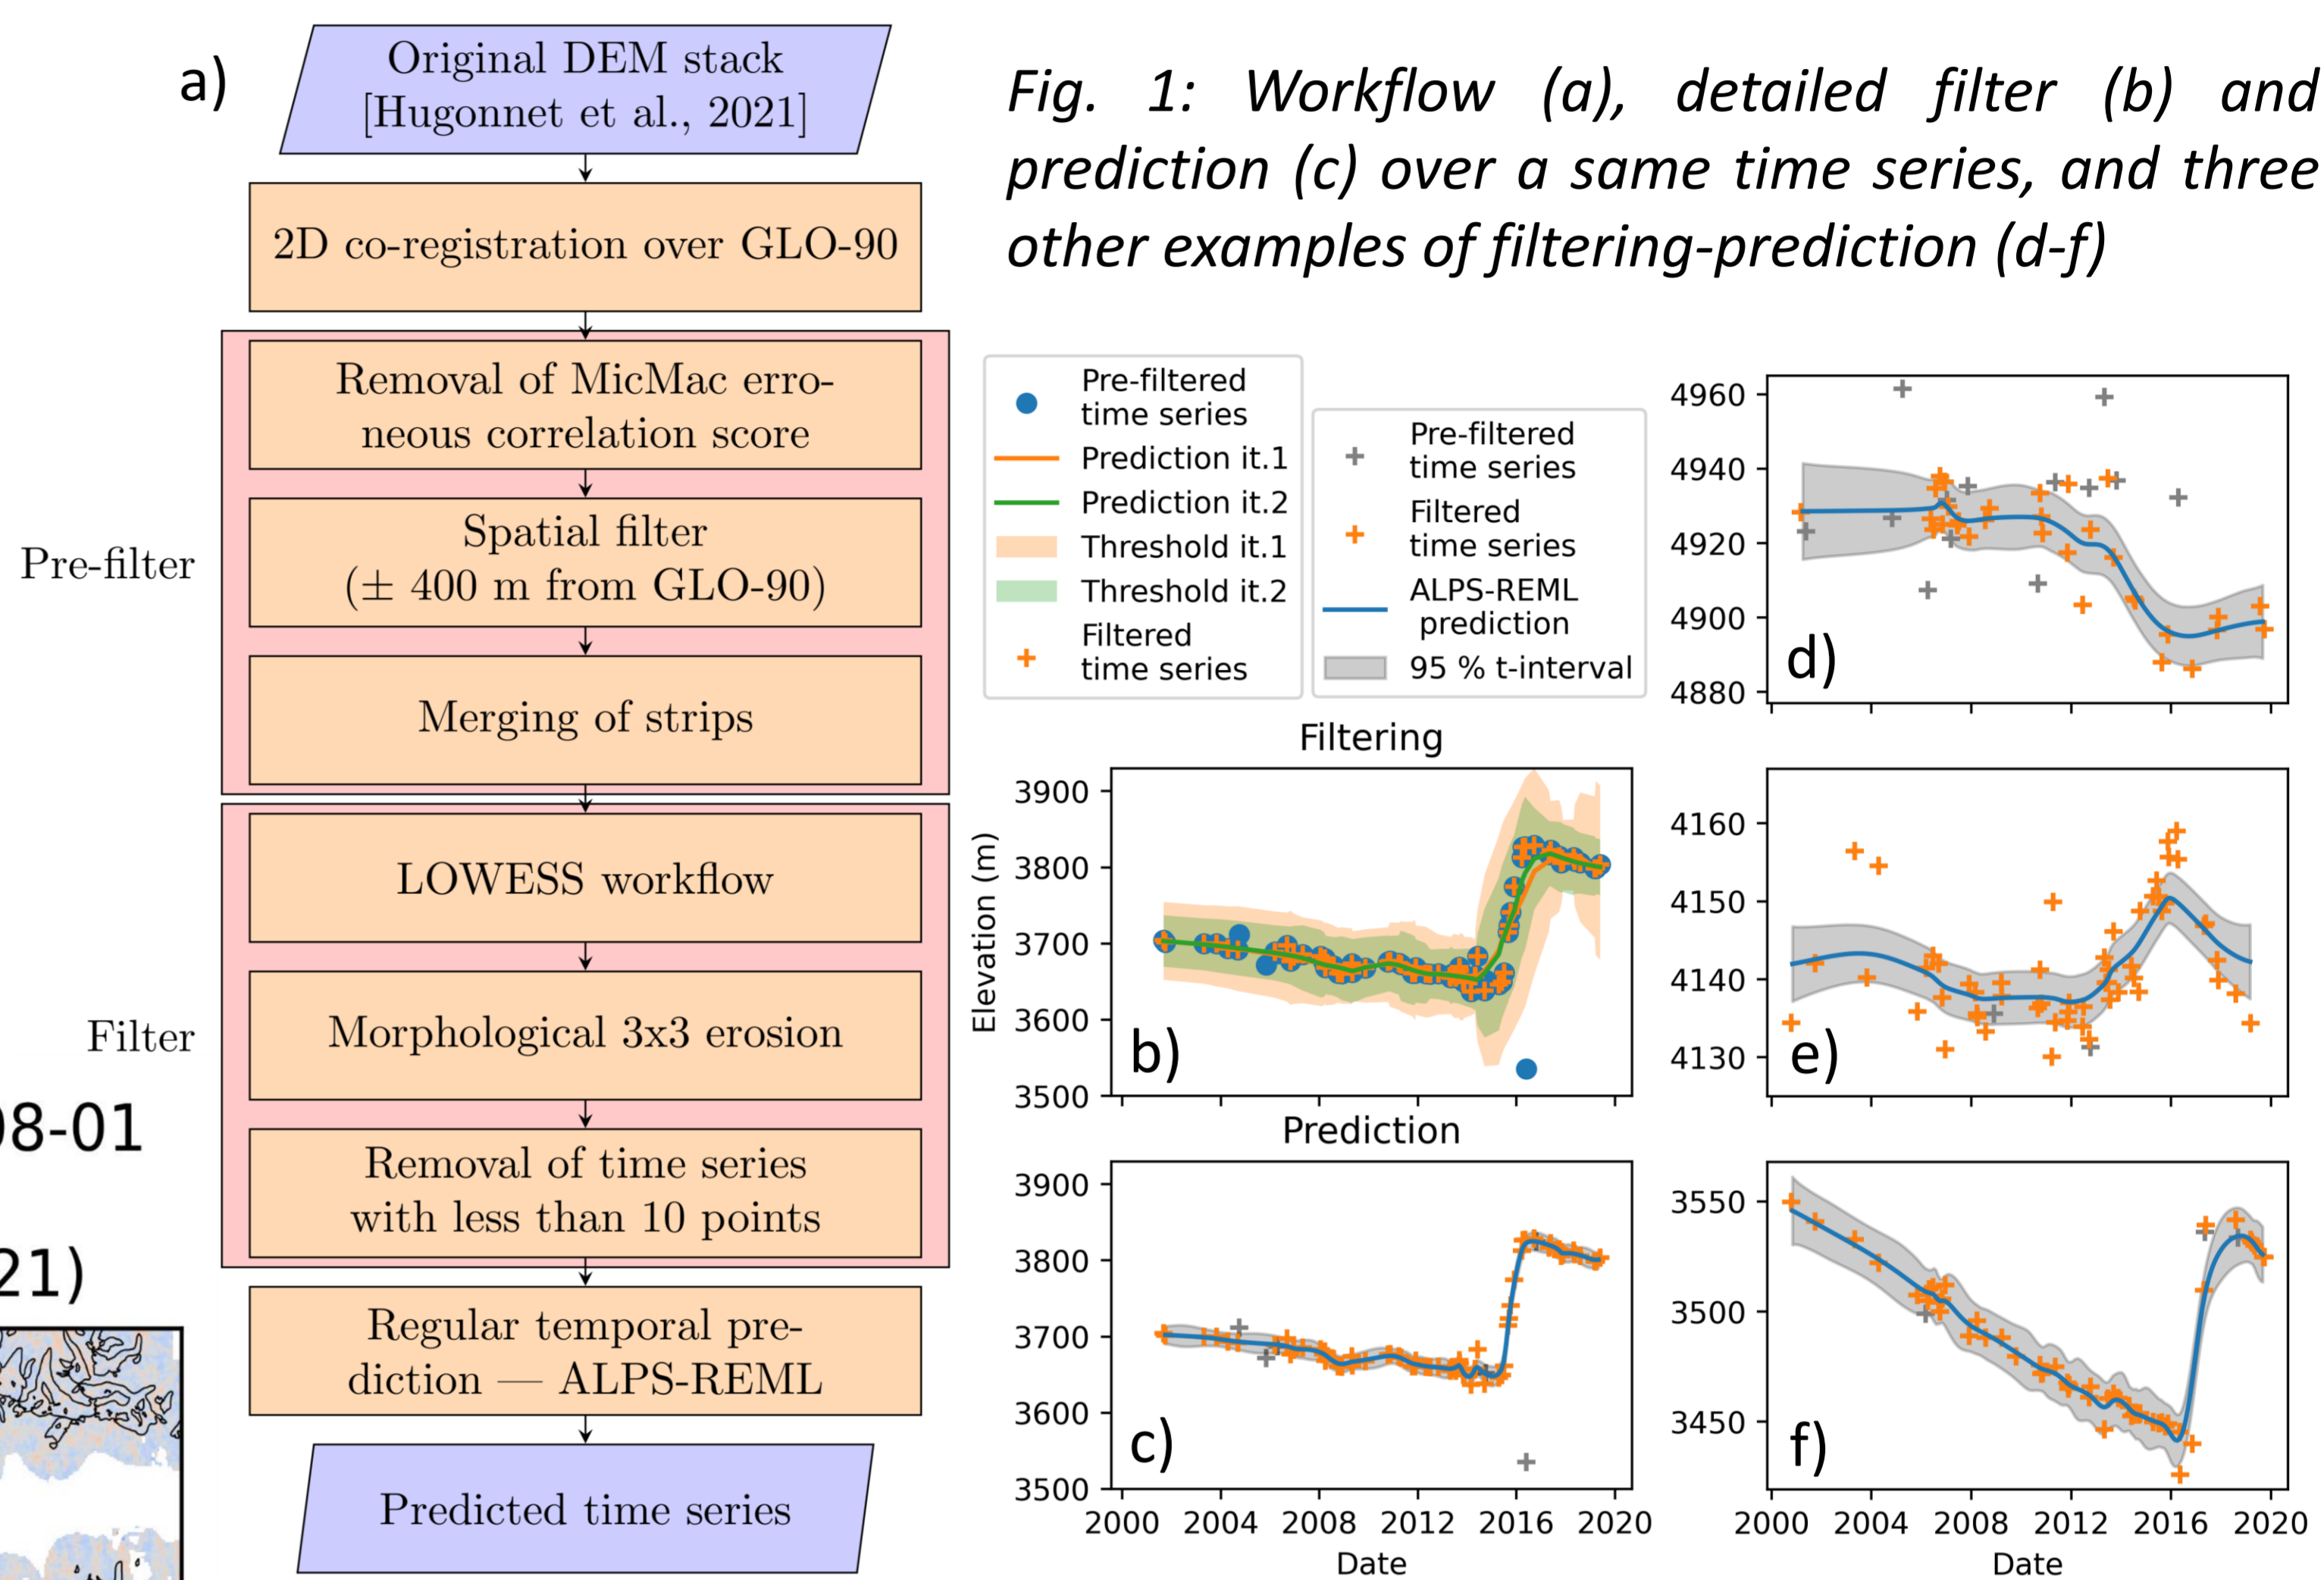 a)
Original DEM stack
[Hugonnet et al., 2021]
2D co-registration over GLO-90
Pre-filter
Removal of MicMac erro-
neous correlation score
Spatial filter
(± 400 m from GLO-90)
Merging of strips
Filter
LOWESS workflow
Morphological 3x3 erosion
Removal of time series
with less than 10 points
Regular temporal pre-
diction — ALPS-REML
Predicted time series
08-01
21)
Fig. 1: Workflow (a), detailed filter (b) and
prediction (c) over a same time series, and three
other examples of filtering-prediction (d-f)
Pre-filtered
time series
Prediction it.1
Prediction it.2
Threshold it.1
Threshold it.2
Filtered
time series
Pre-filtered
time series
Filtered
time series
ALPS-REML
prediction
95 % t-interval
4960
4940
4920
4900
4880
d)
Filtering
Elevation (m)
3900
3800
3700
3600
3500
b)
4160
4150
4140
4130
e)
Prediction
3900
3800
3700
3600
3500
c)
2000 2004 2008 2012 2016 2020
Date
3550
3500
3450
f)
2000 2004 2008 2012 2016 2020
Date